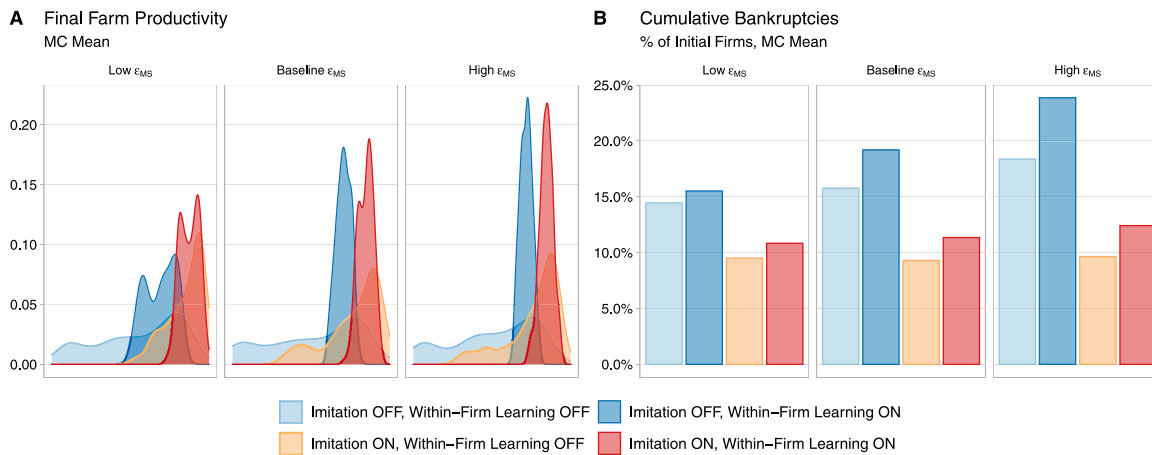 A Final Farm Productivity
MC Mean
Low εMS Baseline εMS High εMS
0.20
0.15
0.10
0.05
0.00
B Cumulative Bankruptcies
% of Initial Firms, MC Mean
Low εMS Baseline εMS High εMS
25.0%
20.0%
15.0%
10.0%
5.0%
0.0%
Imitation OFF, Within−Firm Learning OFF
Imitation OFF, Within−Firm Learning ON
Imitation ON, Within−Firm Learning OFF
Imitation ON, Within−Firm Learning ON